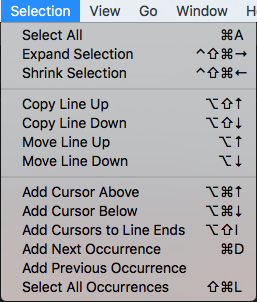 Selection View Go Window H
Select All ⌘A
Expand Selection ^⇧⌘→
Shrink Selection ^⇧⌘←
Copy Line Up ⌥⇧↑
Copy Line Down ⌥⇧↓
Move Line Up ⌥↑
Move Line Down ⌥↓
Add Cursor Above ⌥⌘↑
Add Cursor Below ⌥⌘↓
Add Cursors to Line Ends ⌥⇧I
Add Next Occurrence ⌘D
Add Previous Occurrence
Select All Occurrences ⇧⌘L